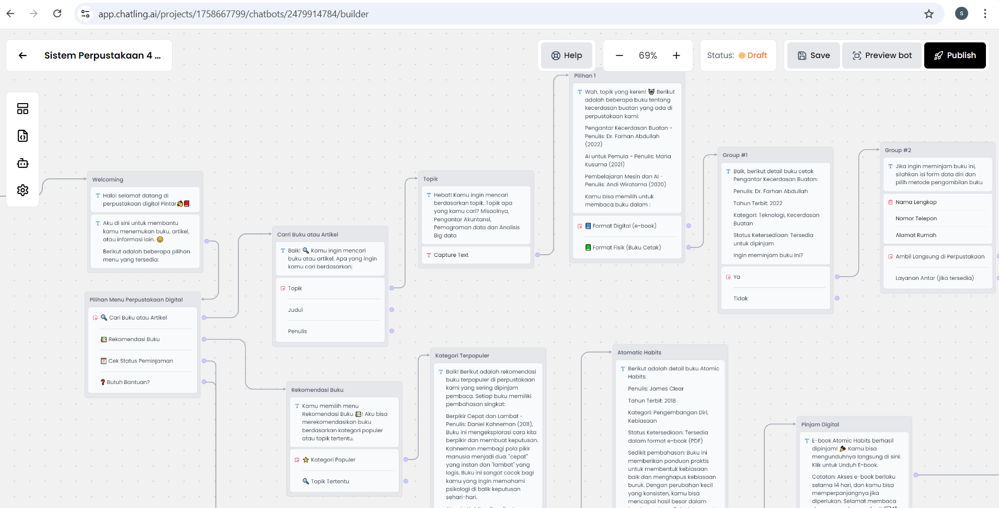 app.chatling.ai/projects/1758667799/chatbots/2479914784/builder
S
Sistem Perpustakaan 4 ...
Help
69%
Status: Draft
Save
Preview bot
Publish
Welcoming
Halo! selamat datang di
perpustakaan digital Pintar👏📕.
Aku di sini untuk membantu
kamu menemukan buku, artikel,
atau informasi lain. 😊
Berikut adalah beberapa pilihan
menu yang tersedia:
Pilihan Menu Perpustakaan Digital
🔍 Cari Buku atau Artikel
📚 Rekomendasi Buku
📅 Cek Status Peminjaman
❓ Butuh Bantuan?
Carri Buku atau Artikel
Baik! 🔍 Kamu ingin mencari
buku atau artikel. Apa yang ingin
kamu cari berdasarkan:
Topik
Judul
Penulis
Rekomendasi Buku
Kamu memilih menu
Rekomendasi Buku 📚! Aku bisa
merekomendasikan buku
berdasarkan kategori populer
atau topik tertentu.
⭐ Kategori Populer
🔍 Topik Tertentu
Topik
Hebat! Kamu ingin mencari
berdasarkan topik. Topik apa
yang kamu cari? Misaolnya,
Pengantar Akuntansi,
Pemograman data dan Analisis
Big data
Capture Text
Kategori Terpopuler
Baik! Berikut adalah rekomendasi
buku terpopuler di perpustakaan
kami yang sering dipinjam
pembaca. Setiap buku memiliki
pembahasan singkat:
Berpikir Cepat dan Lambat -
Penulis: Daniel Kahneman (2011),
Buku ini mengeksplorasi cara kita
berpikir dan membuat keputusan.
Kahneman membagi pola pikir
manusia menjadi dua: "cepat"
yang instan dan "lambat" yang
logis. Buku ini sangat cocok bagi
kamu yang ingin memahami
psikologi di balik keputusan
sehari-hari.
Pilihan 1
Wah, topik yang keren! 🤖 Berikut
adalah beberapa buku tentang
kecerdasan buatan yang ada di
perpustakaan kami:
Pengantar Kecerdasan Buatan -
Penulis: Dr. Farhan Abdullah
(2022)
AI untuk Pemula - Penulis: Maria
Kusuma (2021)
Pembelajaran Mesin dan AI -
Penulis: Andi Wiratama (2020)
Kamu bisa memilih untuk
membaca buku dalam :
📘 Format Digital (e-book)
📗 Format Fisik (Buku Cetak)
Atomatic Habits
Berikut adalah detail buku Atomic
Habits:
Penulis: James Clear
Tahun Terbit: 2018
Kategori: Pengembangan Diri,
Kebiasaan
Status Ketersediaan: Tersedia
dalam format e-book (PDF)
Sedikit pembahasan: Buku ini
memberikan panduan praktis
untuk membentuk kebiasaan
baik dan menghapus kebiasaan
buruk. Dengan perubahan kecil
yang konsisten, kamu bisa
mencapai hasil besar dalam
Group #1
Baik, berikut detail buku cetak
Pengantar Kecerdasan Buatan:
Penulis: Dr. Farhan Abdullah
Tahun Terbit: 2022
Kategori: Teknologi, Kecerdasan
Buatan
Status Ketersediaan: Tersedia
untuk dipinjam
Ingin meminjam buku ini?
Ya
Tidak
Group #2
Jika ingin meminjam buku ini,
silahkan isi form data diri dan
pilih metode pengambilan buku
Nama Lengkap
Nomor Telepon
Alamat Rumah
Ambil Langsung di Perpustakaan
Layanan Antar (jika tersedia)
Pinjam Digital
E-book Atomic Habits berhasil
dipinjam! 🎉 Kamu bisa
mengunduhnya langsung di sini:
Klik untuk Unduh E-book.
Catatan: Akses e-book berlaku
selama 14 hari, dan kamu bisa
memperpanjangnya jika
diperlukan. Selamat membaca